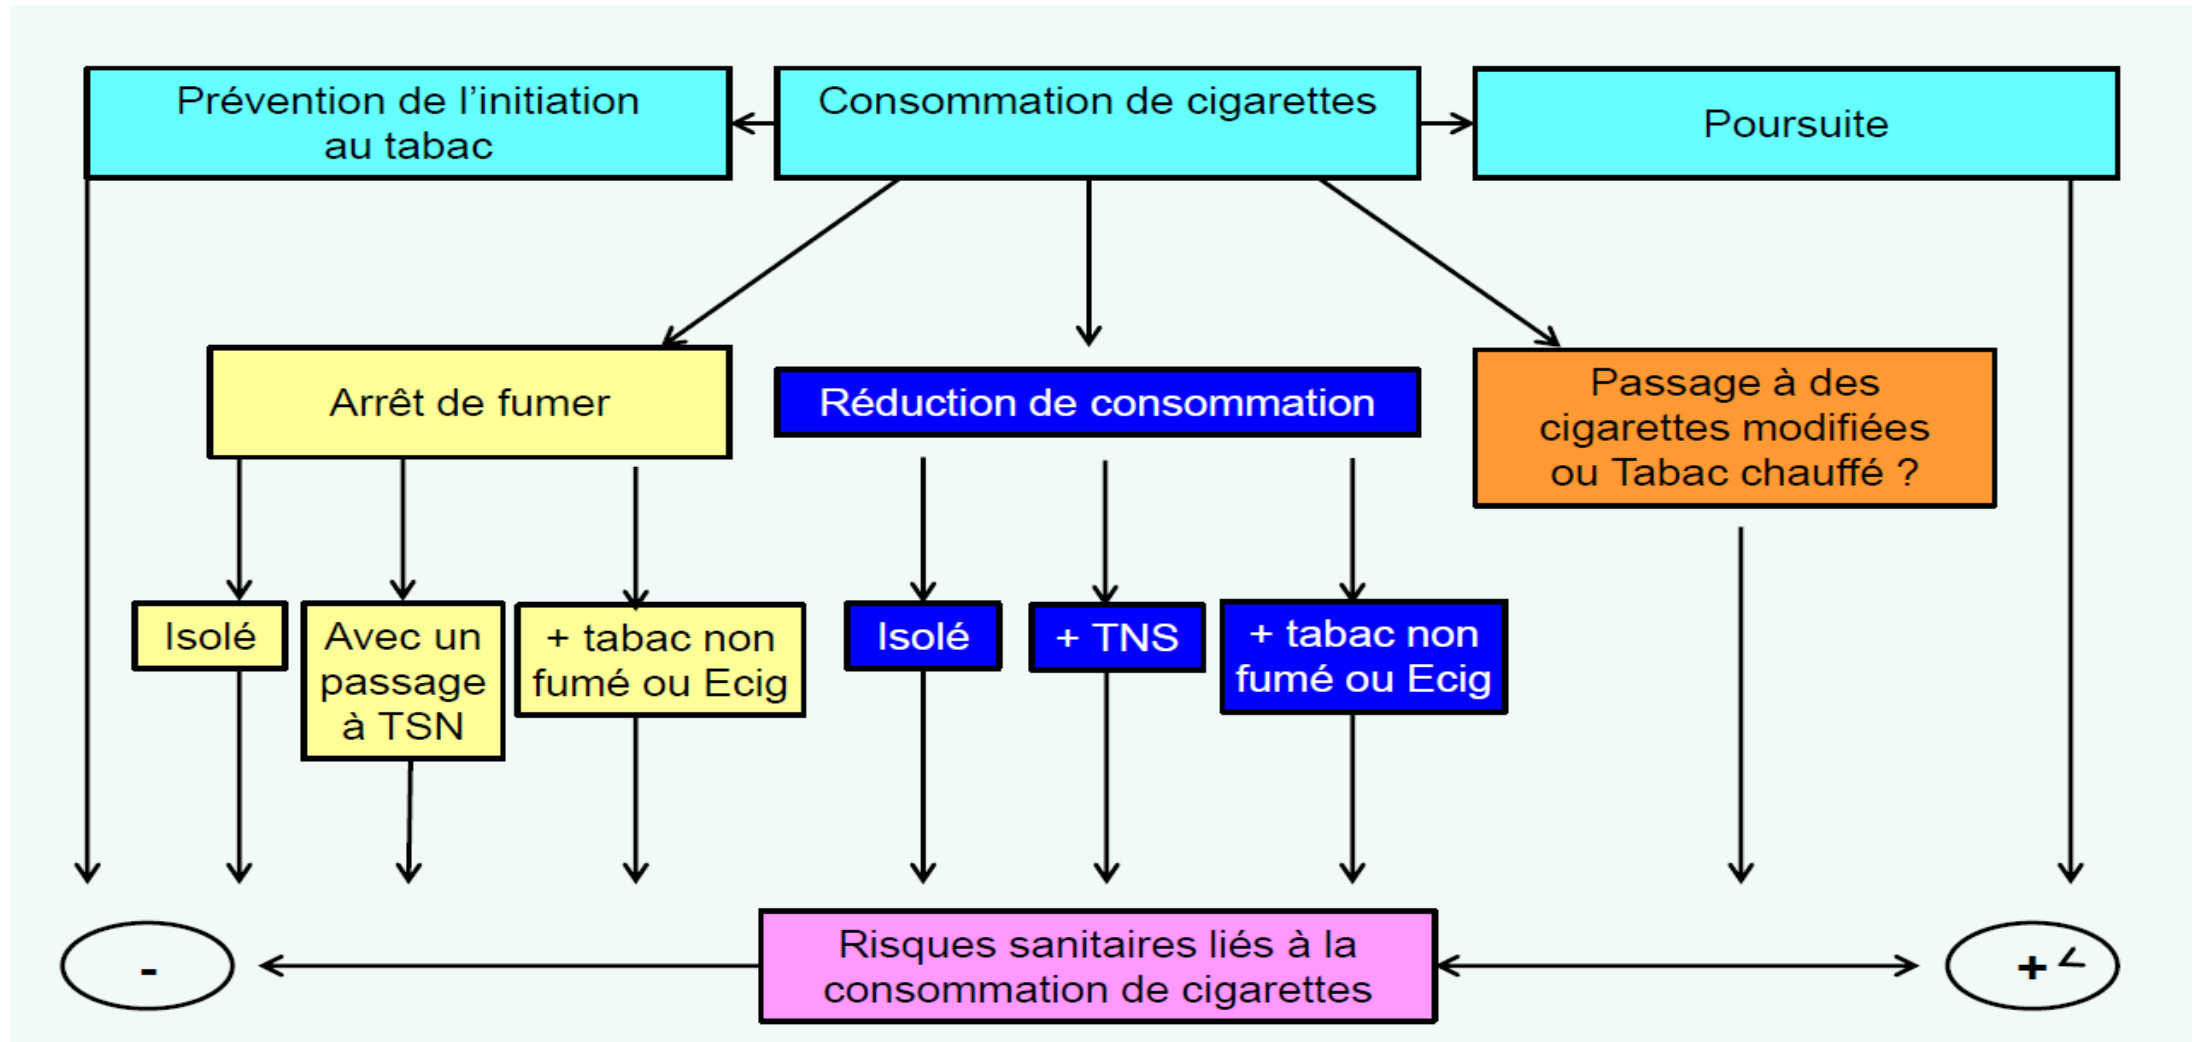 Prévention de l’initiation
au tabac
Consommation de cigarettes
Poursuite
Arrêt de fumer
Réduction de consommation
Passage à des
cigarettes modifiées
ou Tabac chauffé ?
Isolé
Avec un
passage
à TSN
+ tabac non
fumé ou Ecig
Isolé
+ TNS
+ tabac non
fumé ou Ecig
-
Risques sanitaires liés à la
consommation de cigarettes
+